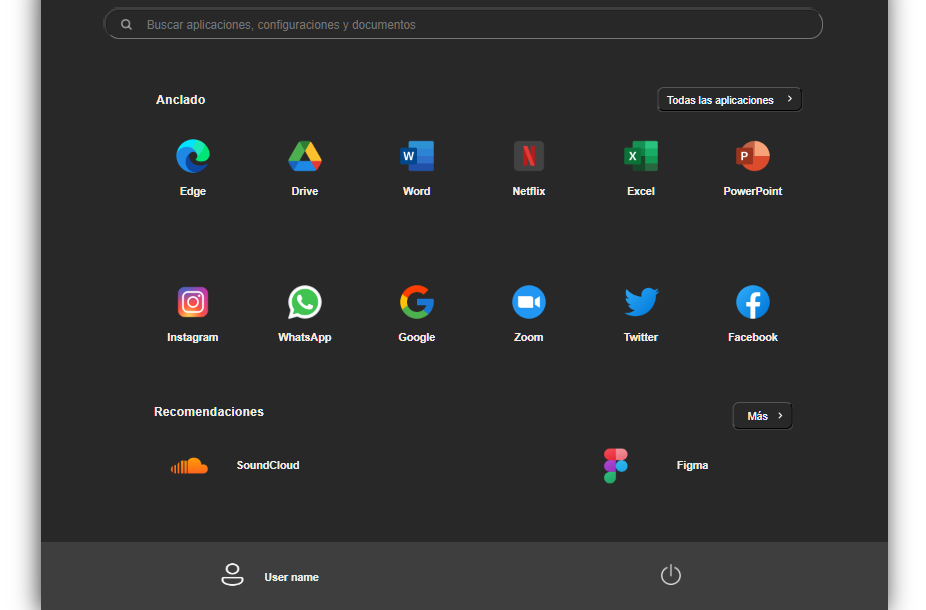 Buscar aplicaciones, configuraciones y documentos
Anclado
Todas las aplicaciones
Edge
Drive
W
Word
N
Netflix
X
Excel
P
PowerPoint
Instagram
WhatsApp
G
Google
Zoom
Twitter
f
Facebook
Recomendaciones
Más
SoundCloud
Figma
User name